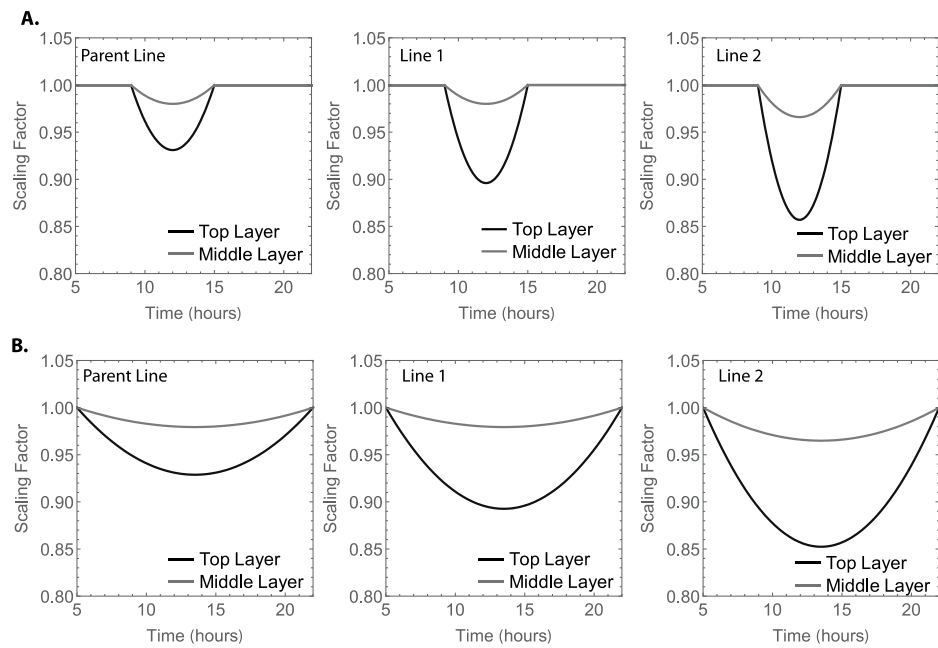 A.
Parent Line
Scaling Factor
1.05
1.00
0.95
0.90
0.85
0.80
Top Layer
Middle Layer
5 10 15 20
Time (hours)
Line 1
Scaling Factor
1.05
1.00
0.95
0.90
0.85
0.80
Top Layer
Middle Layer
5 10 15 20
Time (hours)
Line 2
Scaling Factor
1.05
1.00
0.95
0.90
0.85
0.80
Top Layer
Middle Layer
5 10 15 20
Time (hours)
B.
Parent Line
Scaling Factor
1.05
1.00
0.95
0.90
0.85
0.80
Top Layer
Middle Layer
5 10 15 20
Time (hours)
Line 1
Scaling Factor
1.05
1.00
0.95
0.90
0.85
0.80
Top Layer
Middle Layer
5 10 15 20
Time (hours)
Line 2
Scaling Factor
1.05
1.00
0.95
0.90
0.85
0.80
Top Layer
Middle Layer
5 10 15 20
Time (hours)